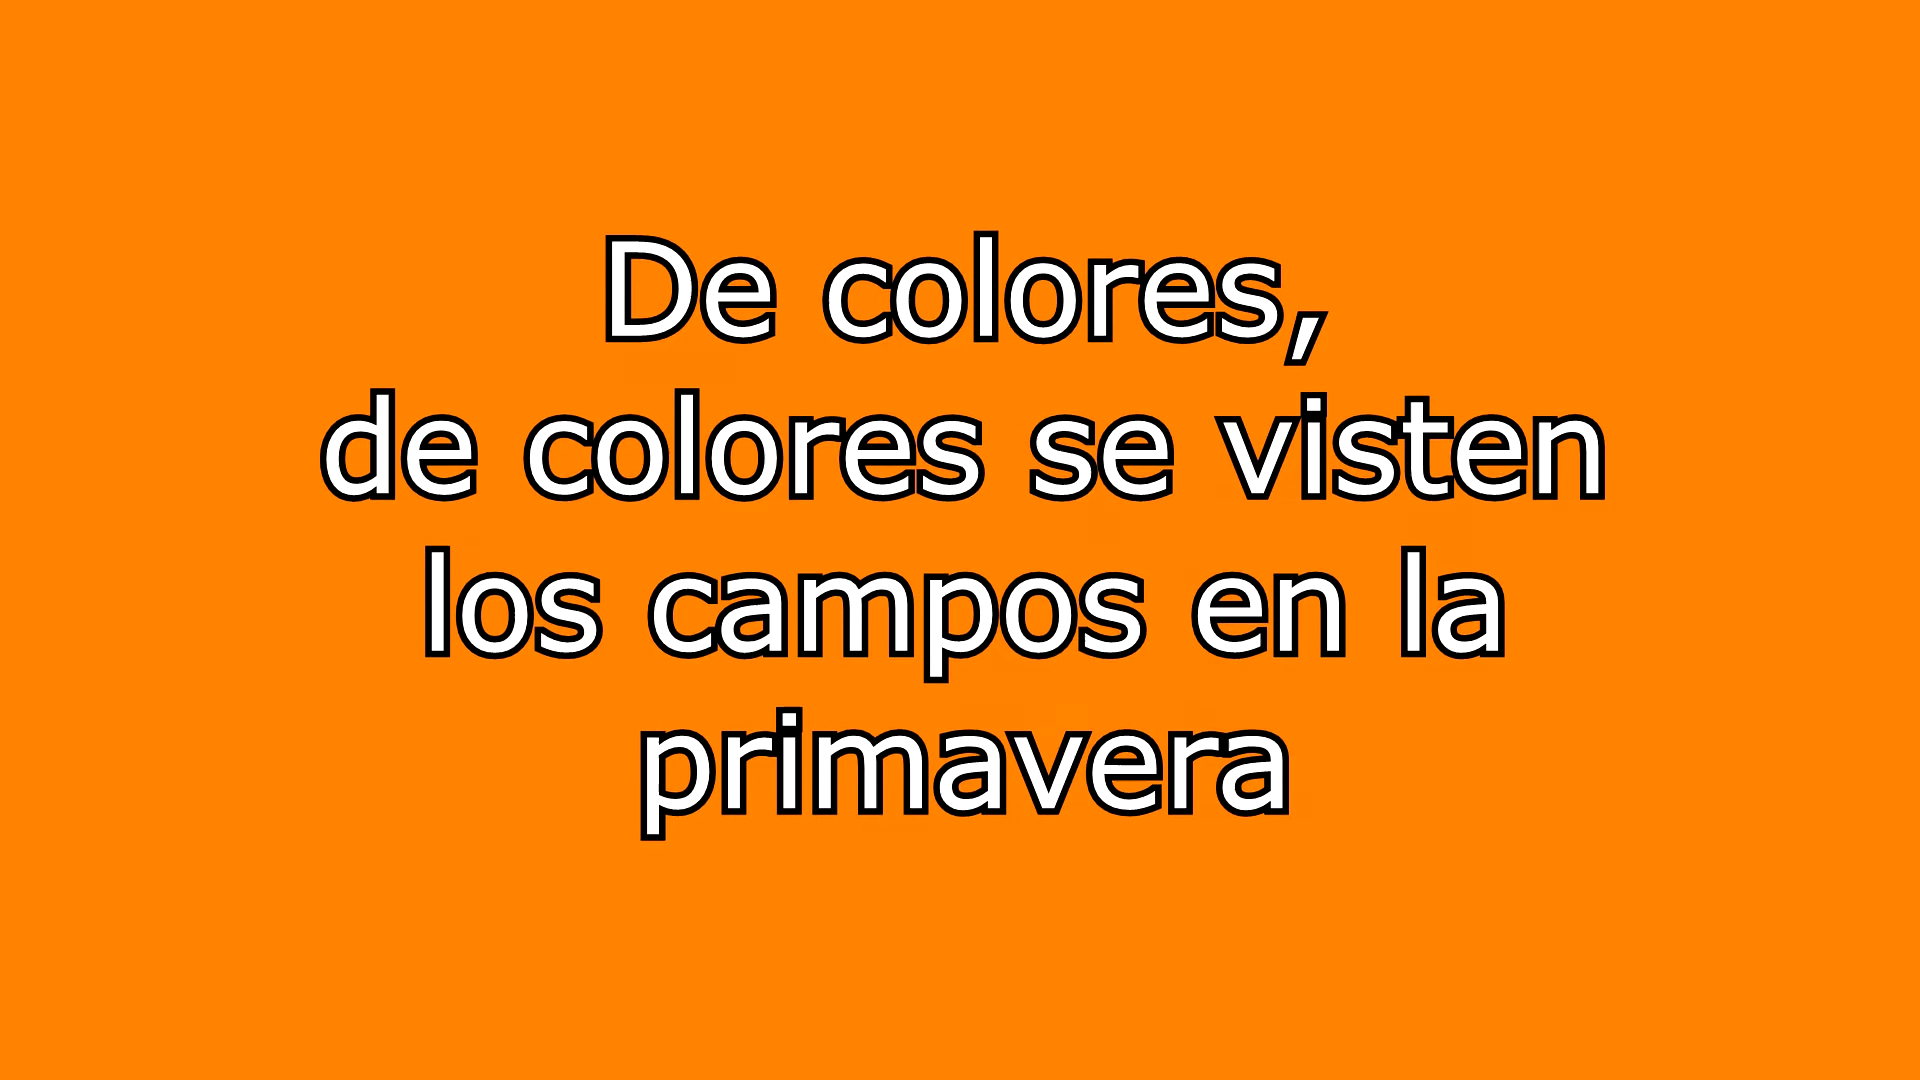 De colores,
de colores se visten
los campos en la
primavera